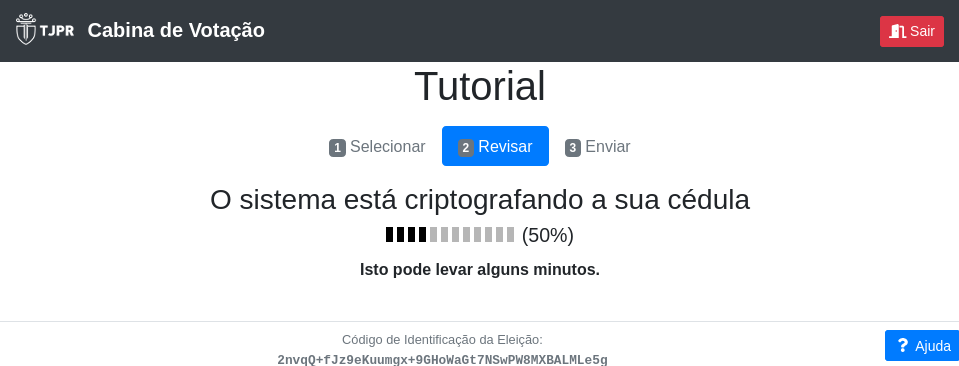 TJPR Cabina de Votação
Sair
Tutorial
1 Selecionar 2 Revisar 3 Enviar
O sistema está criptografando a sua cédula
(50%)
Isto pode levar alguns minutos.
Código de Identificação da Eleição:
2nvqQ+fJz9eKuumgx+9GHoWaGt7NSwPW8MXBALMLe5g
? Ajuda